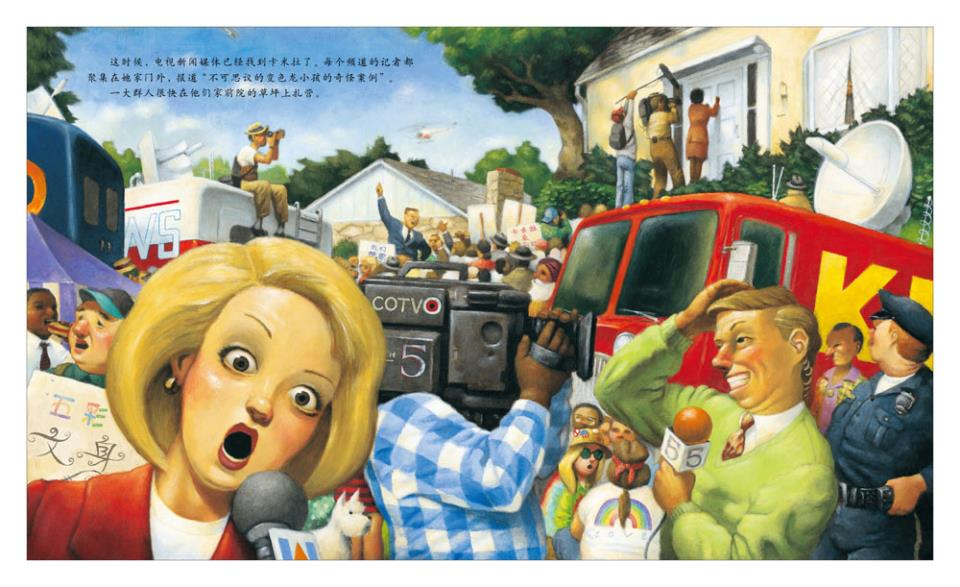 这时候，电视新闻媒体已经找到卡米拉了。每个频道的记者都
聚集在她家门外，报道“不可思议的变色龙小孩的奇怪案例”。
一大群人很快在他们家前院的草坪上扎营。
WS
COTVO
5
5 5
五彩
文身